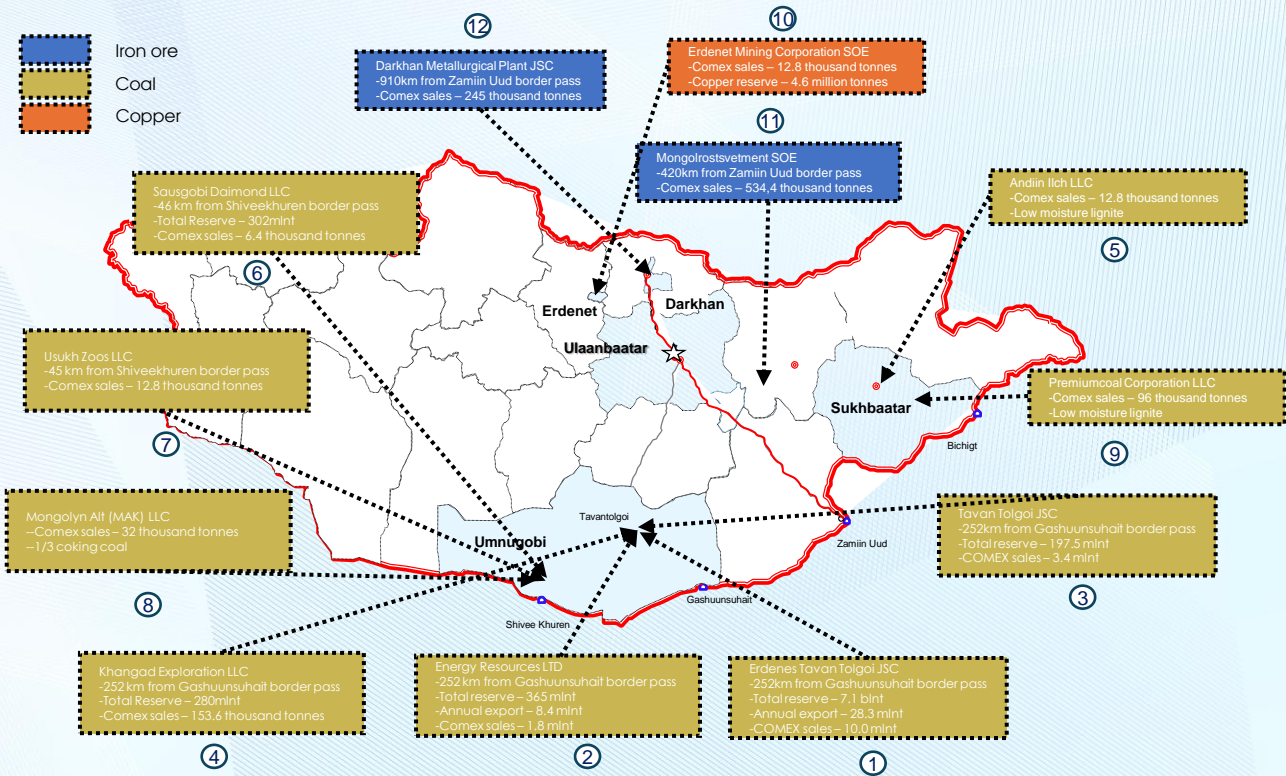 Iron ore
Coal
Copper
12
Darkhan Metallurgical Plant JSC
-910km from Zamiin Uud border pass
-Comex sales – 245 thousand tonnes
10
Erdenet Mining Corporation SOE
-Comex sales – 12.8 thousand tonnes
-Copper reserve – 4.6 million tonnes
11
Mongolrostsvetment SOE
-420km from Zamiin Uud border pass
-Comex sales – 534,4 thousand tonnes
Andiin Ilch LLC
-Comex sales – 12.8 thousand tonnes
-Low moisture lignite
5
Sausgobi Daimond LLC
-46 km from Shiveekhuren border pass
-Total Reserve – 302mlnt
-Comex sales – 6.4 thousand tonnes
6
Usukh Zoos LLC
-45 km from Shiveekhuren border pass
-Comex sales – 12.8 thousand tonnes
7
Erdenet
Darkhan
Ulaanbaatar
Sukhbaatar
Premiumcoal Corporation LLC
-Comex sales – 96 thousand tonnes
-Low moisture lignite
9
Bichigt
Mongolyn Alt (MAK) LLC
--Comex sales – 32 thousand tonnes
--1/3 coking coal
8
Tavantolgoi
Umnugobi
Zamiin Uud
Gashuunsuhait
Shivee Khuren
Tavan Tolgoi JSC
-252km from Gashuunsuhait border pass
-Total reserve – 197.5 mlnt
-COMEX sales – 3.4 mlnt
3
Khangad Exploration LLC
-252 km from Gashuunsuhait border pass
-Total Reserve – 280mlnt
-Comex sales – 153.6 thousand tonnes
4
Energy Resources LTD
-252 km from Gashuunsuhait border pass
-Total reserve – 365 mlnt
-Annual export – 8.4 mlnt
-Comex sales – 1.8 mlnt
2
Erdenes Tavan Tolgoi JSC
-252km from Gashuunsuhait border pass
-Total reserve – 7.1 blnt
-Annual export – 28.3 mlnt
-COMEX sales – 10.0 mlnt
1